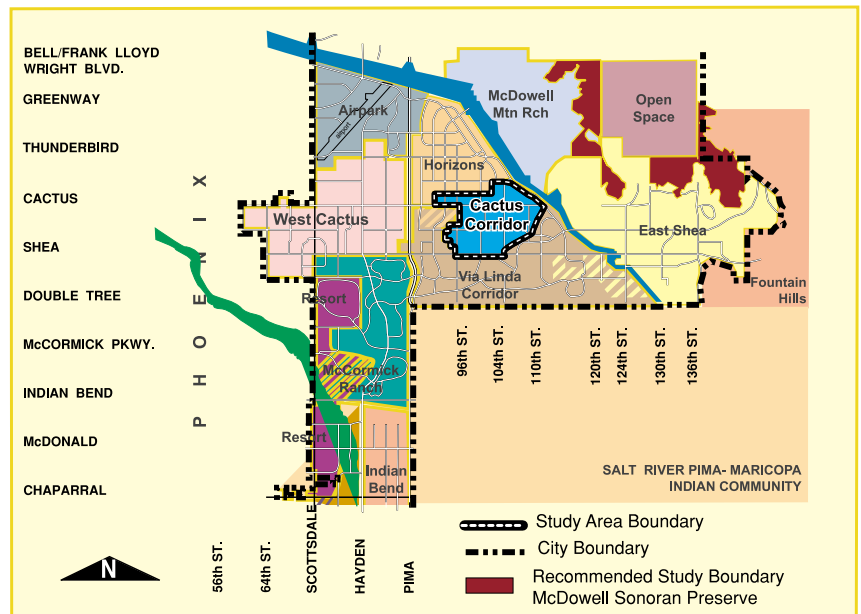 BELL/FRANK LLOYD
WRIGHT BLVD.
GREENWAY
THUNDERBIRD
CACTUS
SHEA
DOUBLE TREE
McCORMICK PKWY.
INDIAN BEND
McDONALD
CHAPARRAL
PHOENIX
Airpark
airport
McDowell
Mtn Rch
Open
Space
Horizons
West Cactus
Cactus
Corridor
East Shea
Via Linda
Corridor
Fountain
Hills
Resort
McCormick
Ranch
Resort
Indian
Bend
96th ST.
104th ST.
110th ST.
120th ST.
124th ST.
130th ST.
136th ST.
SALT RIVER PIMA- MARICOPA
INDIAN COMMUNITY
56th ST.
64th ST.
SCOTTSDALE
HAYDEN
PIMA
N
Study Area Boundary
City Boundary
Recommended Study Boundary
McDowell Sonoran Preserve